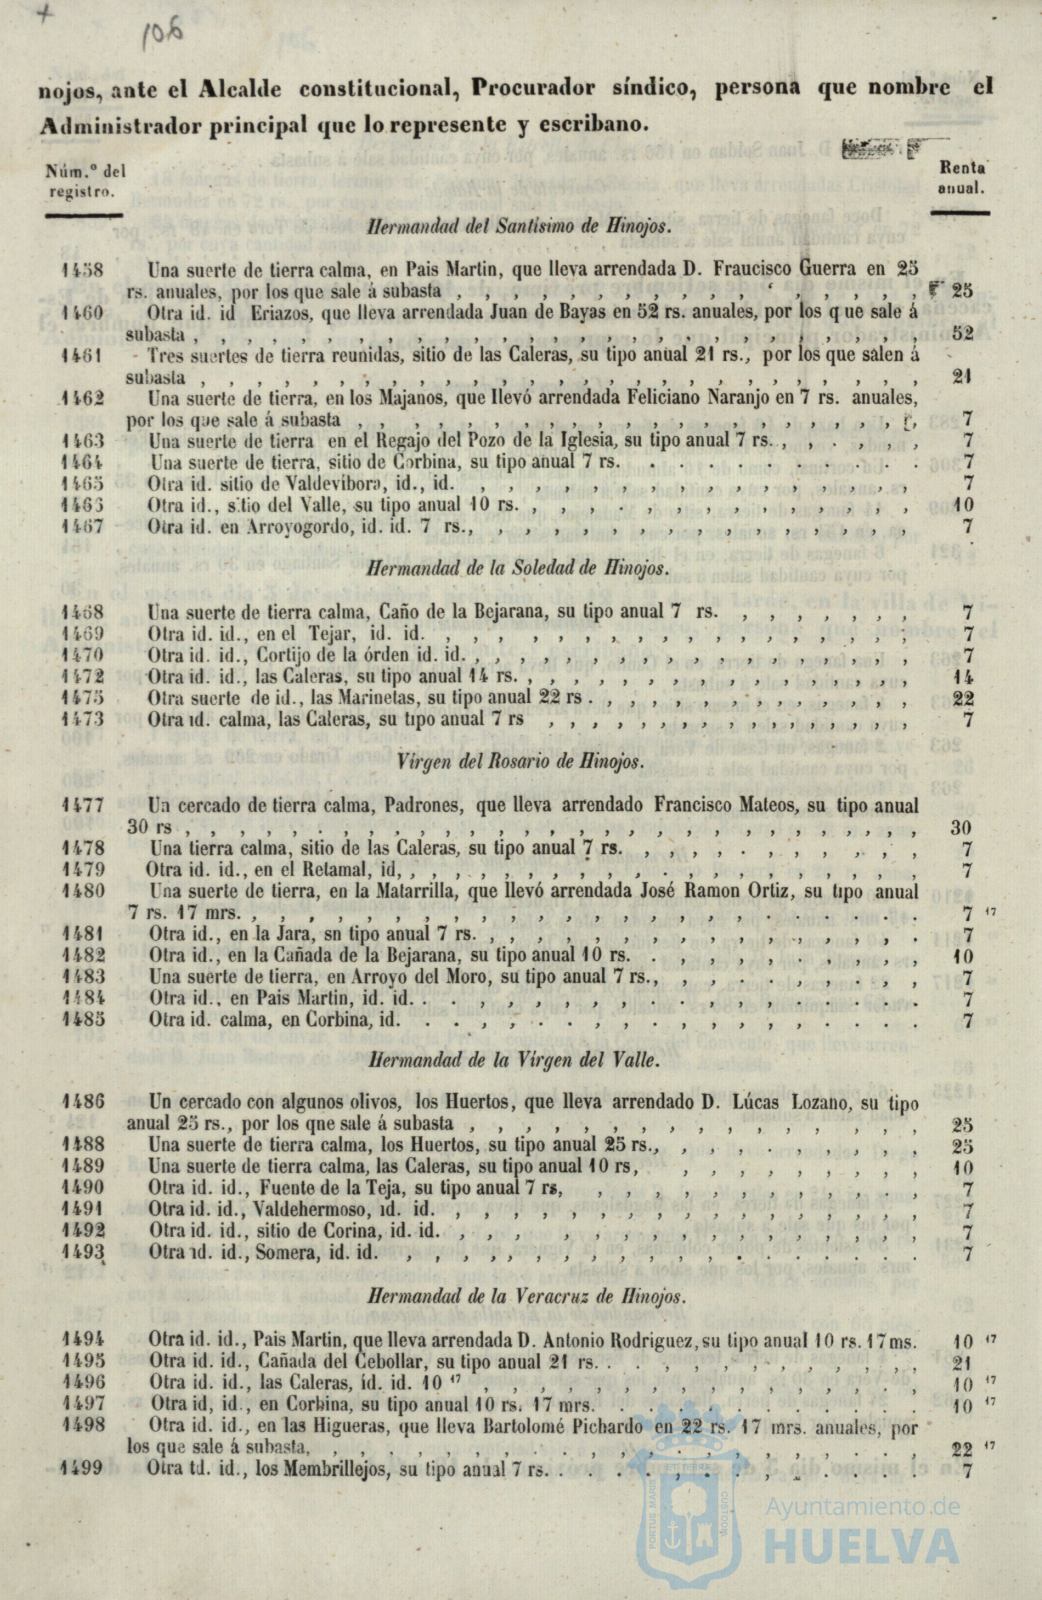 106
nojos, ante el Alcalde constitucional, Procurador síndico, persona que nombre el
Administrador principal que lo represente y escribano.
Núm.º del registro.
Renta anual.
Hermandad del Santísimo de Hinojos.
1458 Una suerte de tierra calma, en Pais Martin, que lleva arrendada D. Fraucisco Guerra en 25
rs. anuales, por los que sale á subasta , , , , , , , , , , , , , , , , , 25
1460 Otra id. id Eriazos, que lleva arrendada Juan de Bayas en 52 rs. anuales, por los que sale á
subasta , , , , , , , , , , , , , , , , , , , , , , , , , , 52
1461 Tres suertes de tierra reunidas, sitio de las Caleras, su tipo anual 21 rs., por los que salen á
subasta , , , , , , , , , , , , , , , , , , , , , , , , , , 21
1462 Una suerte de tierra, en los Majanos, que llevó arrendada Feliciano Naranjo en 7 rs. anuales,
por los que sale á subasta , , , , , , , , , , , , , , , , , , , , , 7
1463 Una suerte de tierra en el Regajo del Pozo de la Iglesia, su tipo anual 7 rs. , , , . , , , 7
1464 Una suerte de tierra, sitio de Corbina, su tipo anual 7 rs. . . . . . . . . . . . 7
1465 Otra id. sitio de Valdevibora, id., id. , , , , , , , , , , , , , , , , , 7
1466 Otra id., sitio del Valle, su tipo anual 10 rs. , , , , . , , , , , , , , , , 10
1467 Otra id. en Arroyogordo, id. id. 7 rs., , , , , , , , , , , , , , , , , 7
Hermandad de la Soledad de Hinojos.
1468 Una suerte de tierra calma, Caño de la Bejarana, su tipo anual 7 rs. , , , , , , , 7
1469 Otra id. id., en el Tejar, id. id. , , , , , , , , , , , , , , , , , , 7
1470 Otra id. id., Cortijo de la órden id. id. , , , , , , , , , , , , , , , , , 7
1472 Otra id. id., las Caleras, su tipo anual 14 rs. , , , , , , , , , , , , , , , 14
1475 Otra suerte de id., las Marinetas, su tipo anual 22 rs . , , , , , , , , , , , , 22
1473 Otra id. calma, las Caleras, su tipo anual 7 rs , , , , , , , , , , , , , , , 7
Vírgen del Rosario de Hinojos.
1477 Un cercado de tierra calma, Padrones, que lleva arrendado Francisco Mateos, su tipo anual
30 rs , , , , , . , , , , , , , , , , , , , , , , , , , , , , , 30
1478 Una tierra calma, sitio de las Caleras, su tipo anual 7 rs. , , , , . , , , , , , 7
1479 Otra id. id., en el Retamal, id, , , , , , , , , , , . , , , , , , , , 7
1480 Una suerte de tierra, en la Matarrilla, que llevó arrendada José Ramon Ortiz, su tipo anual
7 rs. 17 mrs. , , , , , , , , , , , , , , , , , , , . . . . . . 7 17
1481 Otra id., en la Jara, sn tipo anual 7 rs. , , , , , , , , , , , , , , , , . 7
1482 Otra id., en la Cañada de la Bejarana, su tipo anual 10 rs. . , , , , . , , , , 10
1483 Una suerte de tierra, en Arroyo del Moro, su tipo anual 7 rs., , , , . , , . , , 7
1484 Otra id., en Pais Martin, id. id. . . , , , , , , , . , , . . . . . . 7
1485 Otra id. calma, en Corbina, id. . . . , . . , , . , , , , . . . . . 7
Hermandad de la Vírgen del Valle.
1486 Un cercado con algunos olivos, los Huertos, que lleva arrendado D. Lúcas Lozano, su tipo
anual 25 rs., por los qne sale á subasta , , , , , , , , , , , , , , , , 25
1488 Una suerte de tierra calma, los Huertos, su tipo anual 25 rs., , , , . , , , , , 25
1489 Una suerte de tierra calma, las Caleras, su tipo anual 10 rs, , , , , , , , , , 10
1490 Otra id. id., Fuente de la Teja, su tipo anual 7 rs, , , , , , , , , , , , . 7
1491 Otra id. id., Valdehermoso, id. id. , , , , , , , , , , , , , , , , , 7
1492 Otra id. id., sitio de Corina, id. id. , , , , , , , , , , , , , , , 7
1493 Otra id. id., Somera, id. id. , , , , , , , , , , , , . . . . . . . 7
Hermandad de la Veracruz de Hinojos.
1494 Otra id. id., Pais Martin, que lleva arrendada D. Antonio Rodriguez, su tipo anual 10 rs. 17 ms. 10 17
1495 Otra id. id., Cañada del Cebollar, su tipo anual 21 rs. . . , , , , , , , , , , 21
1496 Otra id. id., las Caleras, id. id. 10 17 , , , , , , , , , , , , , , , , 10 17
1497 Otra id, id., en Corbina, su tipo anual 10 rs. 17 mrs. . . . . . . . . . . . . 10 17
1498 Otra id. id., en las Higueras, que lleva Bartolomé Pichardo en 22 rs. 17 mrs. anuales, por
los que sale á subasta, , , . , , , , , . , , , , . . , , , , , , , 22 17
1499 Otra td. id., los Membrillejos, su tipo anual 7 rs. . . . . , , . , . . . . . 7
PORTUS MARIS ET TERRÆ CUSTODIA
Ayuntamiento de
HUELVA